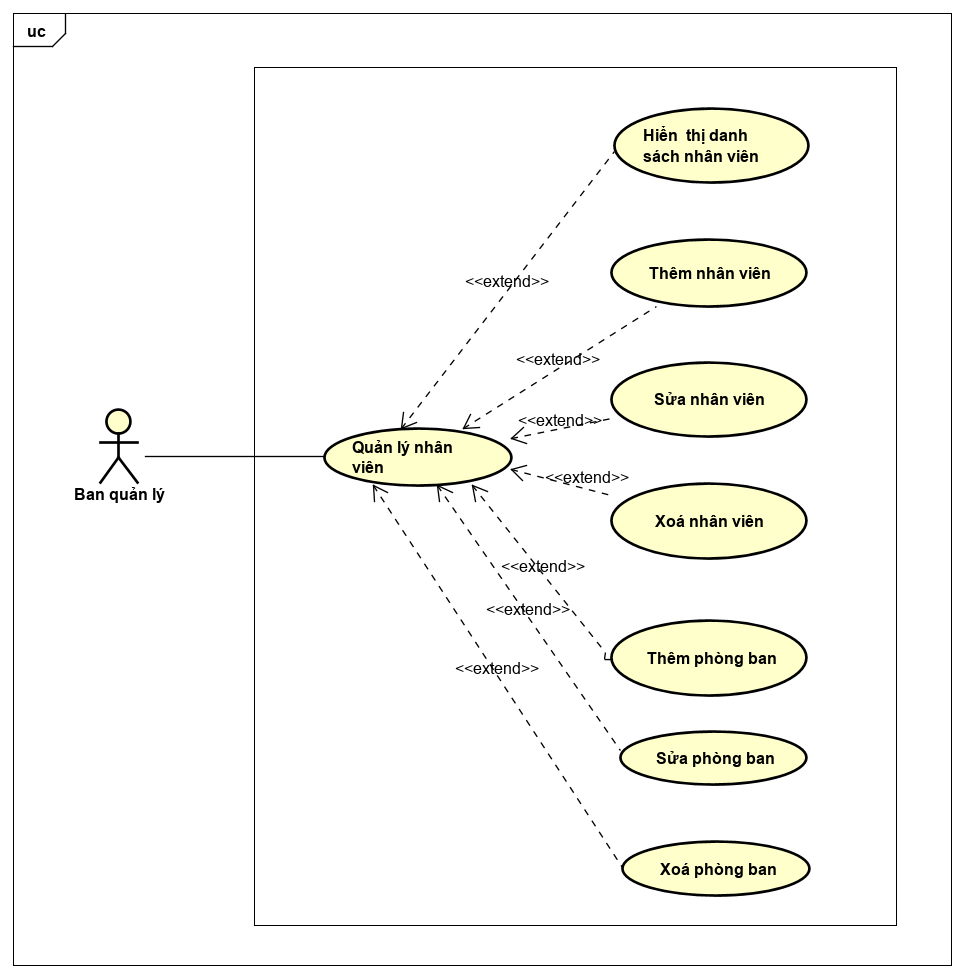 uc
Hiển thị danh
sách nhân viên
Thêm nhân viên
<<extend>>
<<extend>>
Sửa nhân viên
<<extend>>
Quản lý nhân
viên
<<extend>>
Ban quản lý
Xoá nhân viên
<<extend>>
<<extend>>
Thêm phòng ban
<<extend>>
Sửa phòng ban
Xoá phòng ban